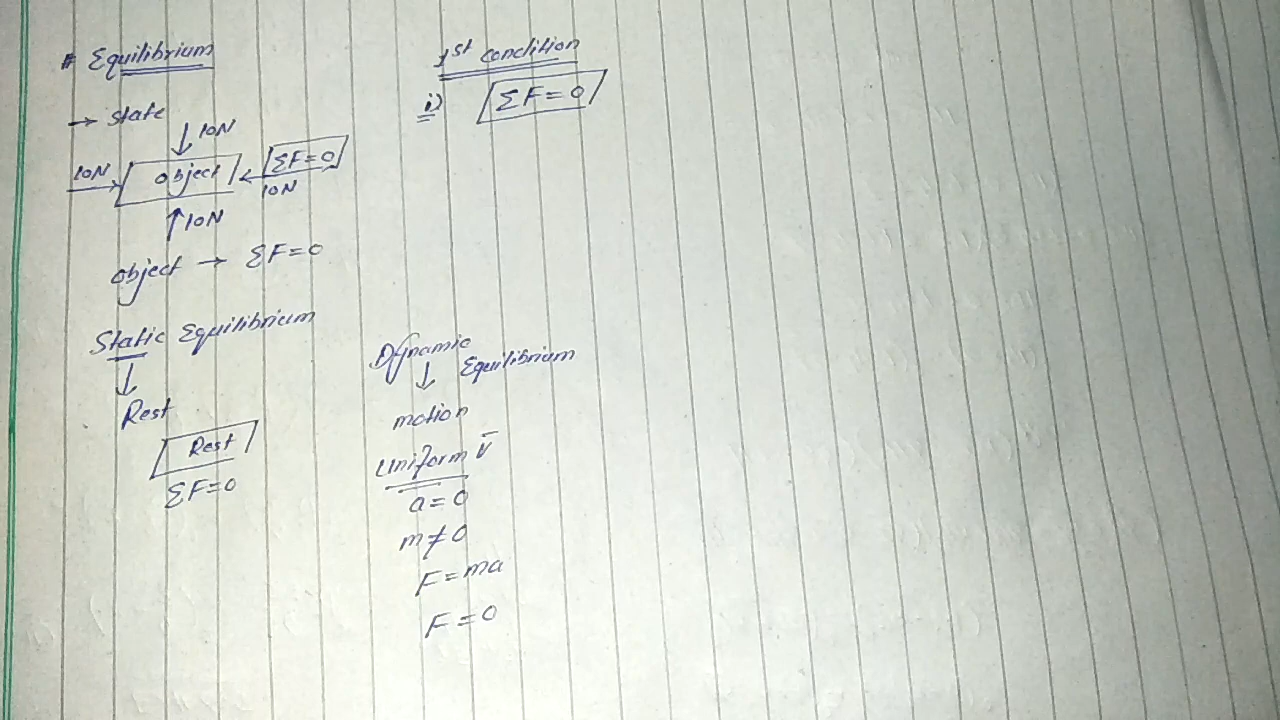 # Equilibrium
→ State
↓ 10N
10N → object ← 10N
ΣF=0
↑ 10N
object → ΣF=0
Static Equilibrium
↓
Rest
Rest
ΣF=0
1st condition
i) ΣF=0
Dynamic Equilibrium
↓
motion
Uniform v̄
a=0
m≠0
F=ma
F=0